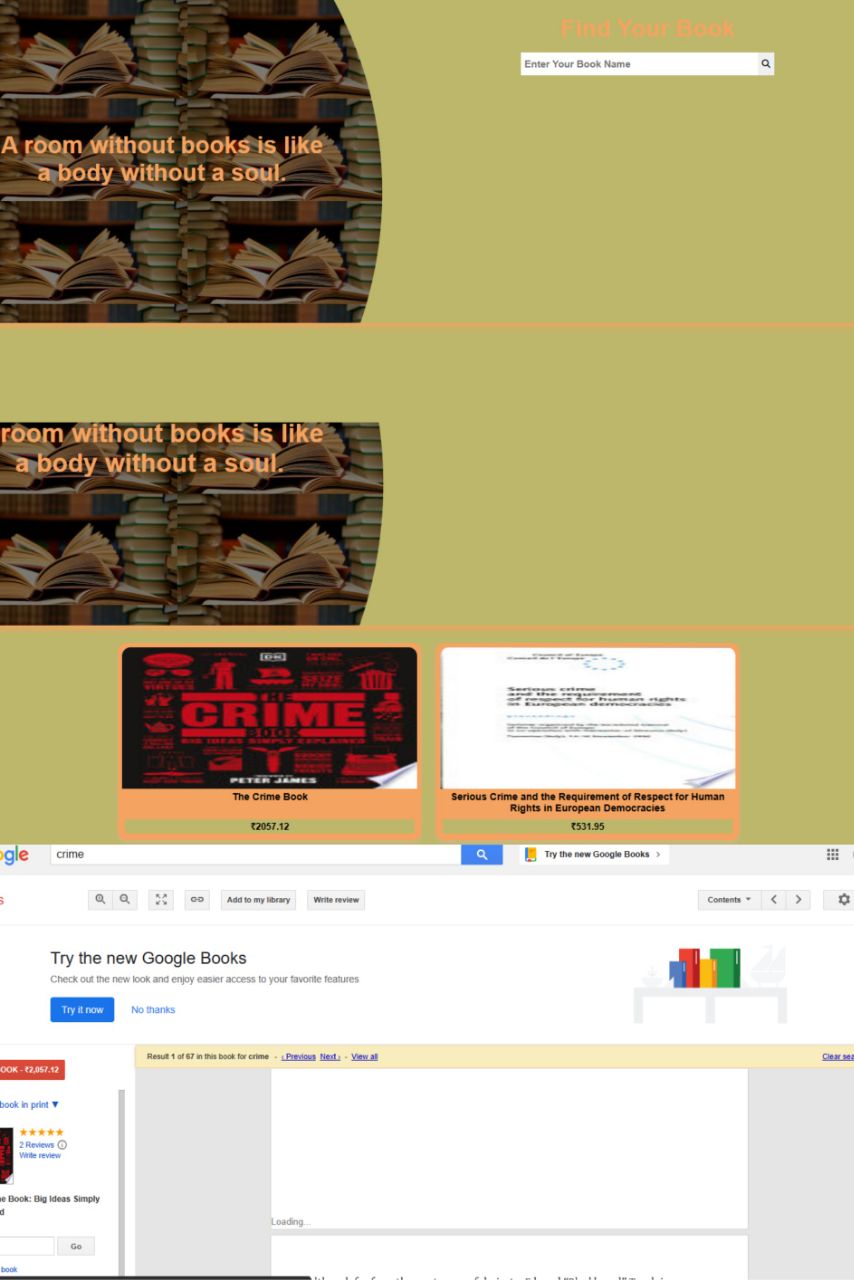 Find Your Book
Enter Your Book Name
A room without books is like
a body without a soul.
room without books is like
a body without a soul.
DK
THE
CRIME
BOOK
BIG IDEAS SIMPLY EXPLAINED
PETER JAMES
Serious crime
and the requirement
of respect for human rights
in European democracies
The Crime Book
Serious Crime and the Requirement of Respect for Human
Rights in European Democracies
₹2057.12
₹531.95
ogle
crime
Try the new Google Books
s
Add to my library
Write review
Contents
Try the new Google Books
Check out the new look and enjoy easier access to your favorite features
Try it now
No thanks
Result 1 of 67 in this book for crime - ‹ Previous Next › - View all
Clear sea
OOK - ₹2,057.12
book in print ▼
★★★★★
2 Reviews
Write review
e Book: Big Ideas Simply
d
Go
book
Loading...